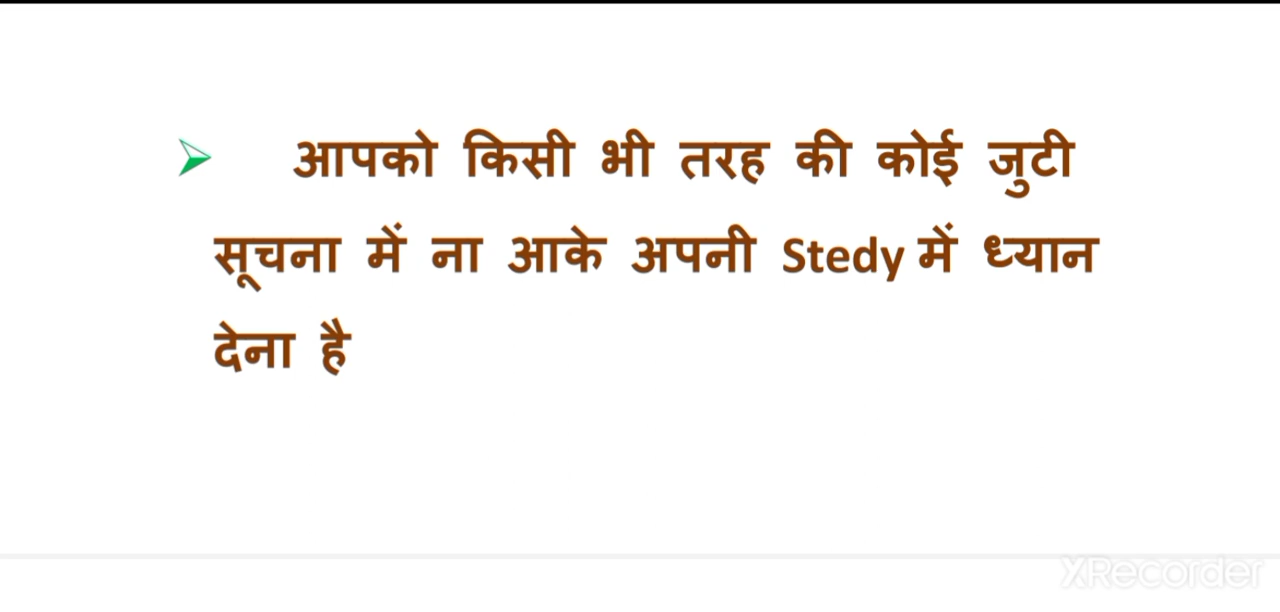 आपको किसी भी तरह की कोई जुटी
सूचना में ना आके अपनी Stedy में ध्यान
देना है
XRecorder